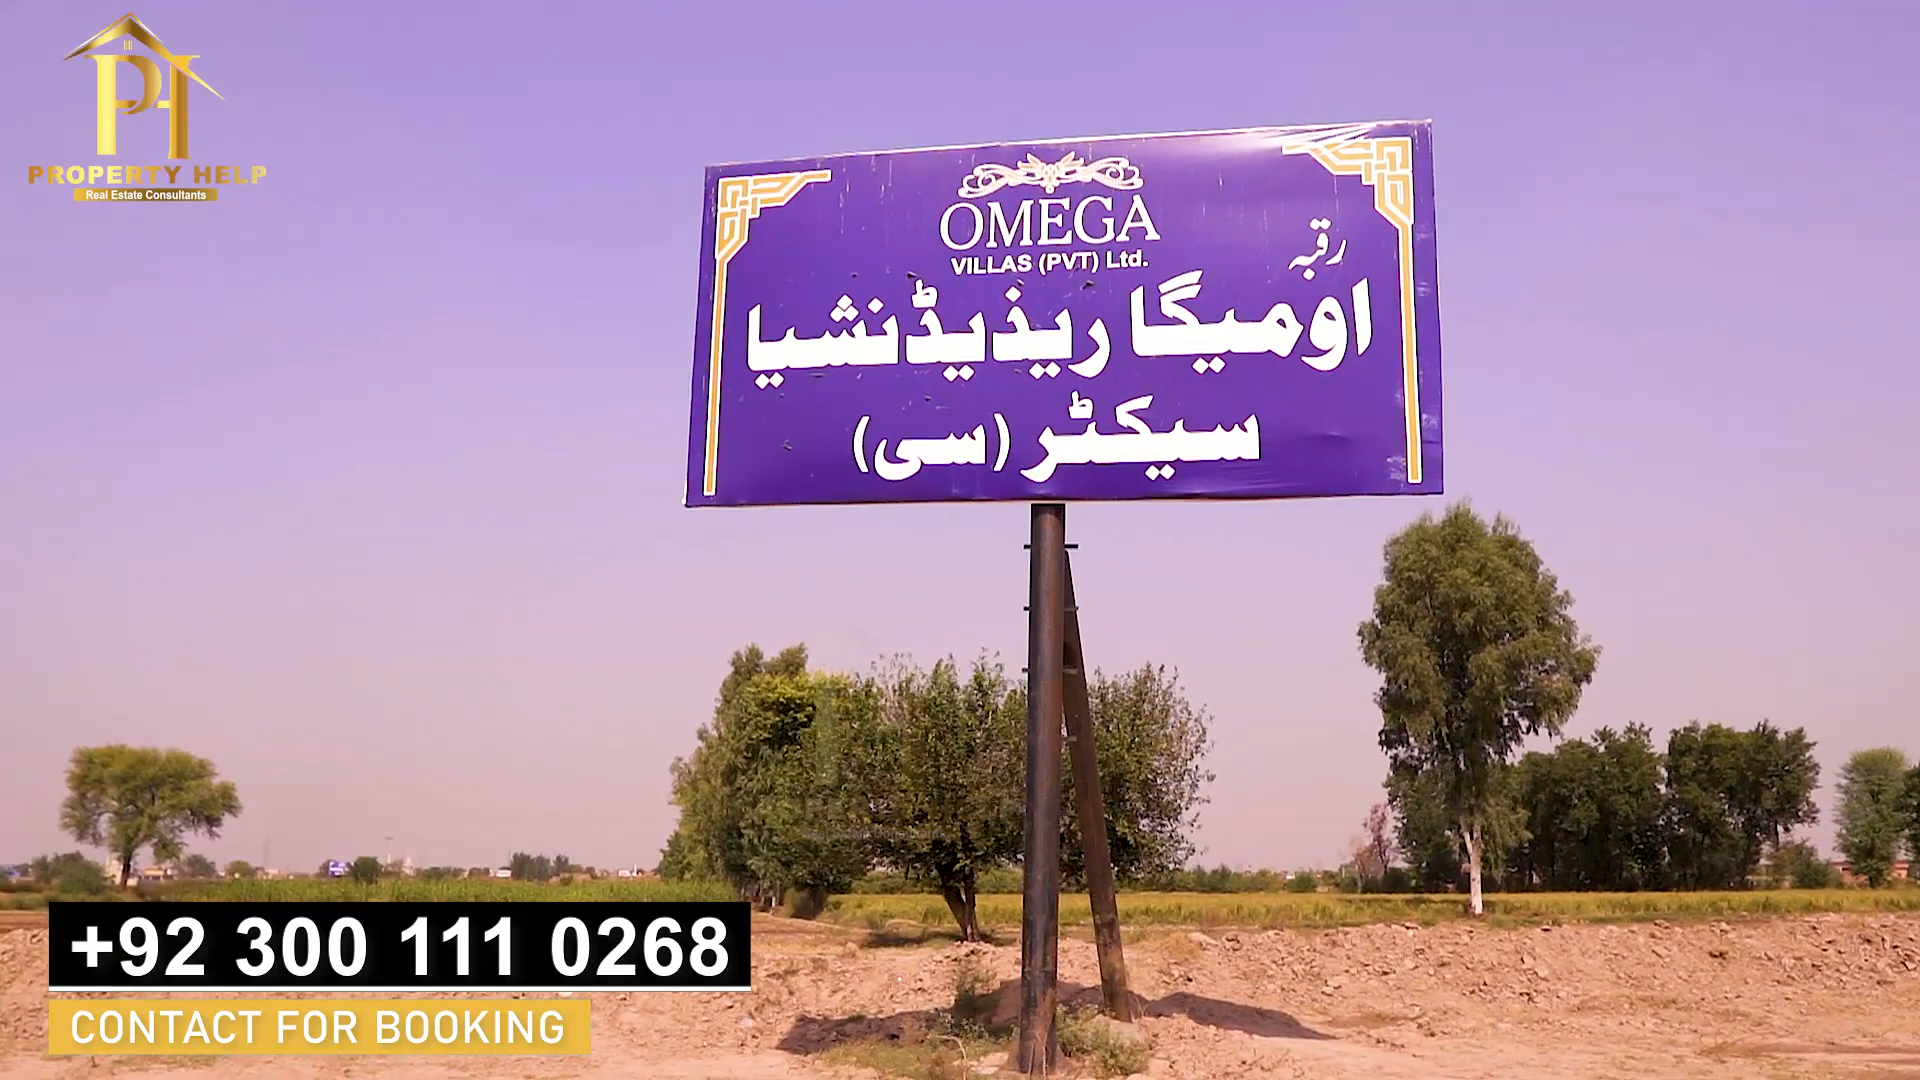 PH
PROPERTY HELP
Real Estate Consultants
OMEGA
VILLAS (PVT) Ltd.
رقبہ
اومیگا ریذیڈنشیا
سیکٹر (سی)
+92 300 111 0268
CONTACT FOR BOOKING